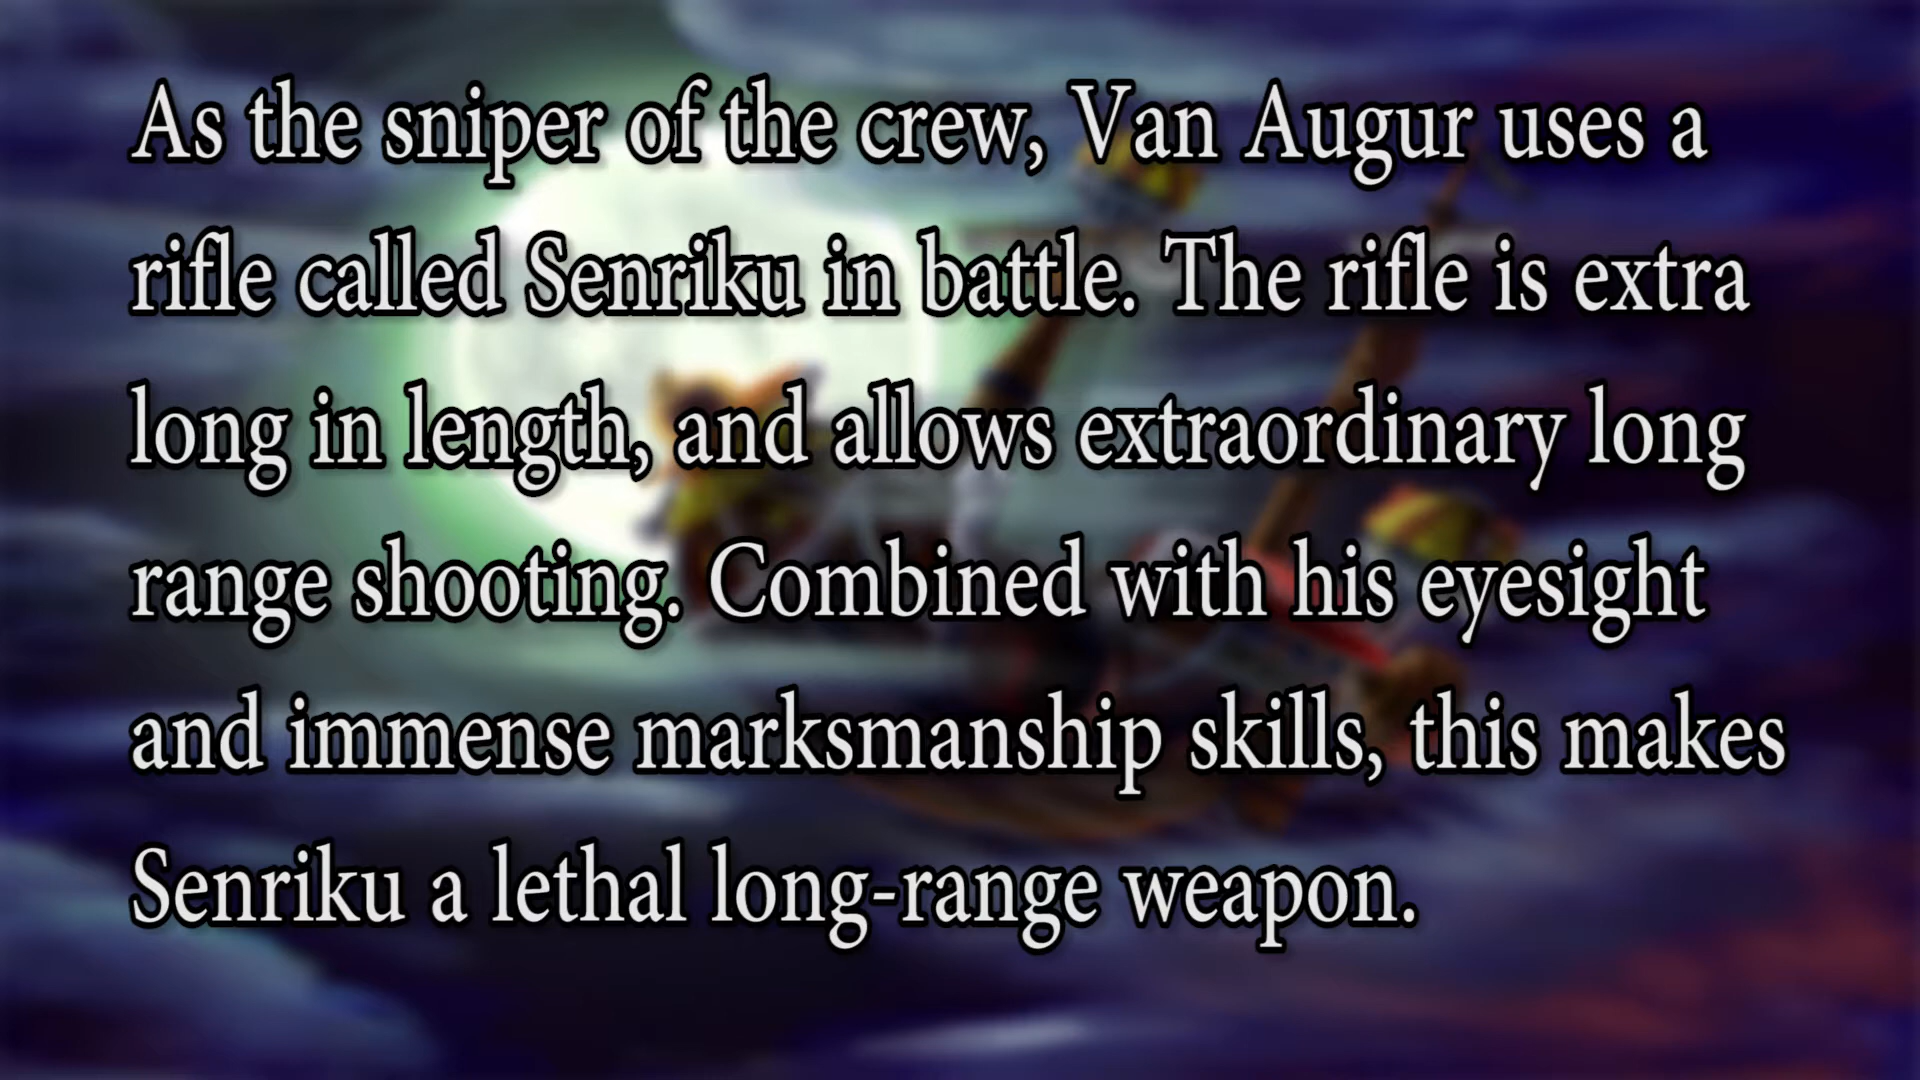 As the sniper of the crew, Van Augur uses a
rifle called Senriku in battle. The rifle is extra
long in length, and allows extraordinary long
range shooting. Combined with his eyesight
and immense marksmanship skills, this makes
Senriku a lethal long-range weapon.